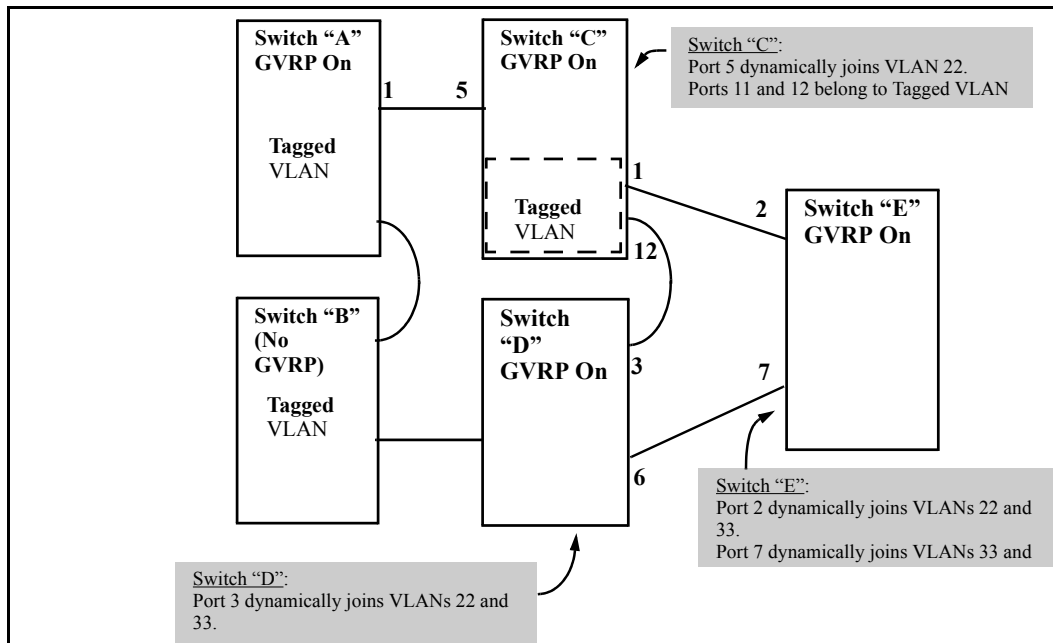 Switch “A”
GVRP On
Tagged
VLAN
1
5
Switch “C”
GVRP On
Tagged
VLAN
1
12
Switch “C”:
Port 5 dynamically joins VLAN 22.
Ports 11 and 12 belong to Tagged VLAN
2
Switch “E”
GVRP On
7
Switch “B”
(No
GVRP)
Tagged
VLAN
Switch
“D”
GVRP On
3
6
Switch “E”:
Port 2 dynamically joins VLANs 22 and
33.
Port 7 dynamically joins VLANs 33 and
Switch “D”:
Port 3 dynamically joins VLANs 22 and
33.